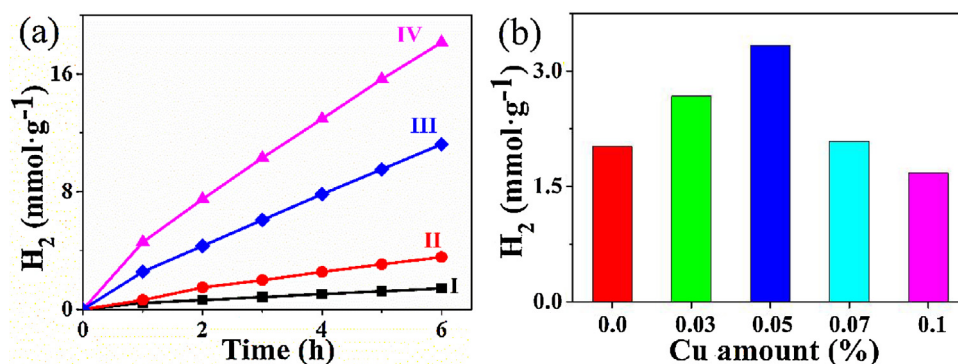 (a)
H2 (mmol·g-1)
16
8
0
IV
III
II
I
0 2 4 6
Time (h)
(b)
H2 (mmol·g-1)
3.0
1.5
0.0
0.0 0.03 0.05 0.07 0.1
Cu amount (%)